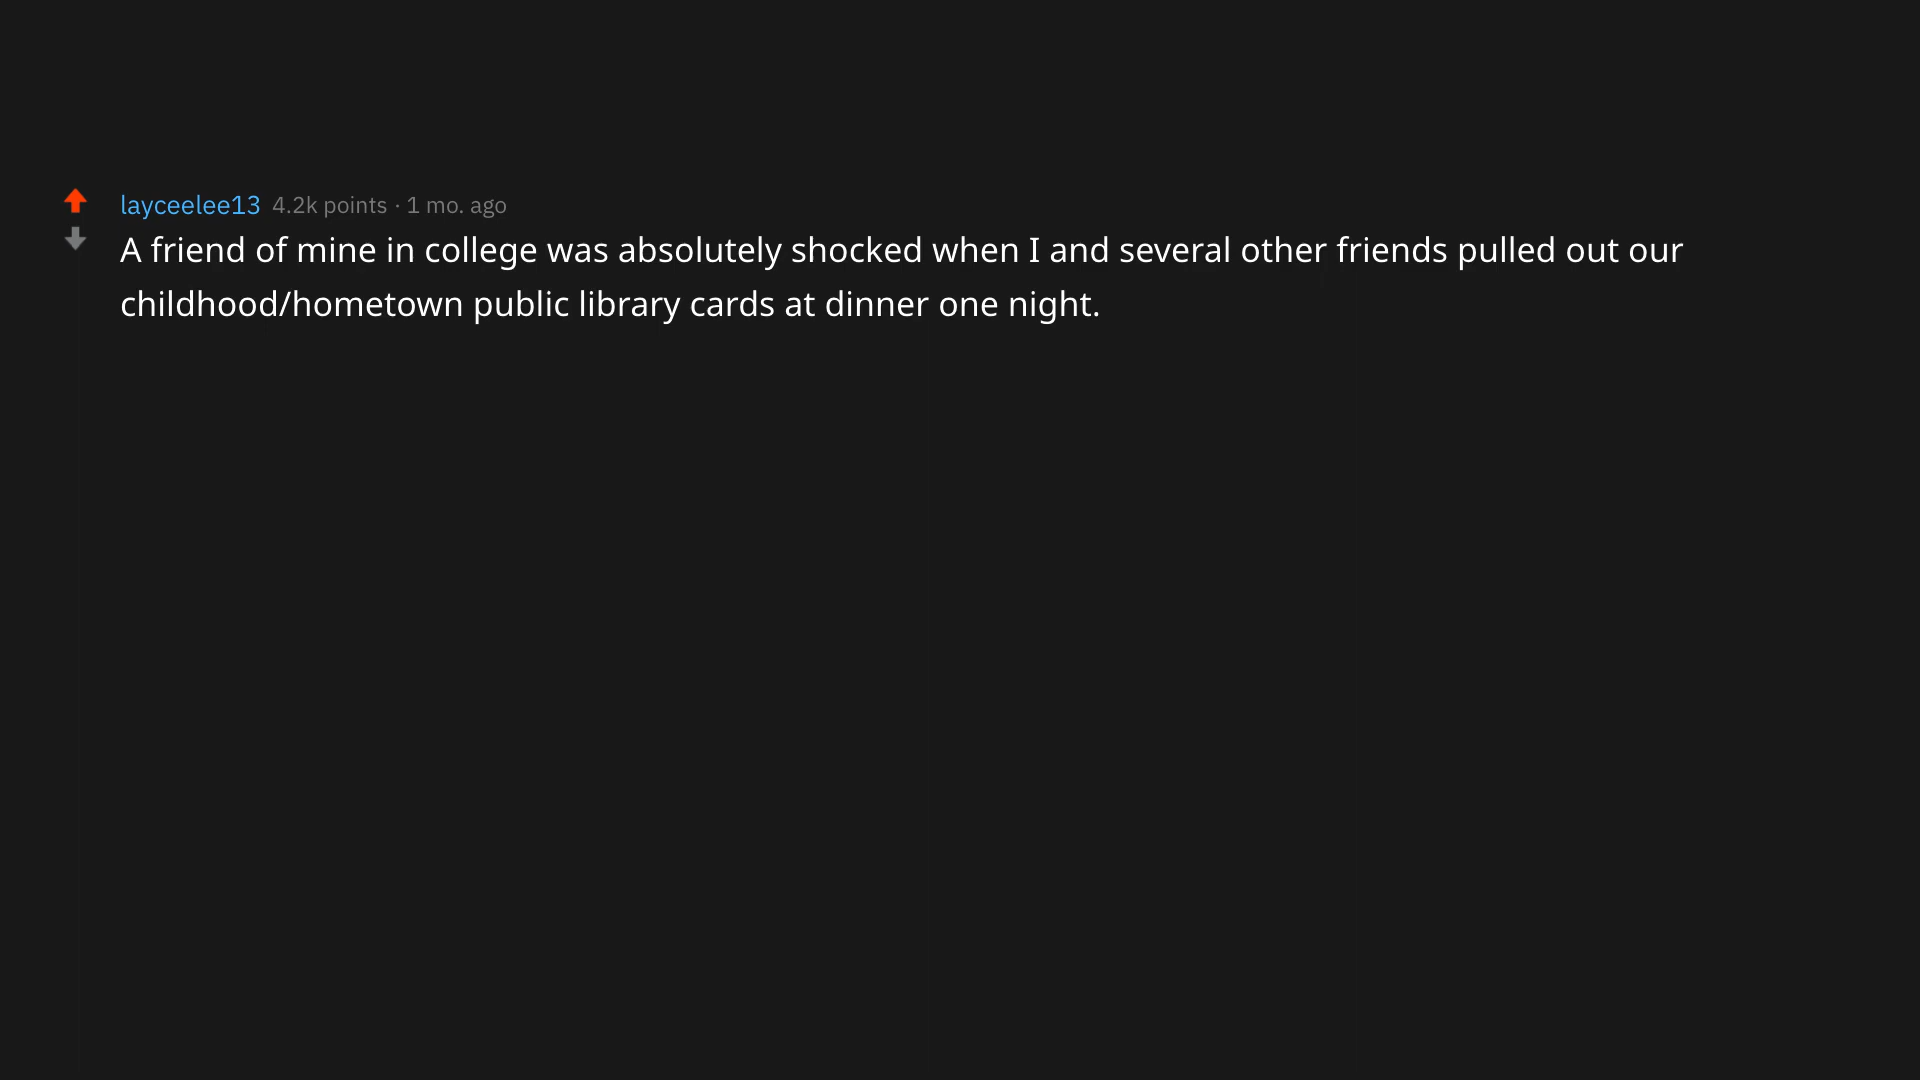 layceelee13 4.2k points · 1 mo. ago
A friend of mine in college was absolutely shocked when I and several other friends pulled out our
childhood/hometown public library cards at dinner one night.